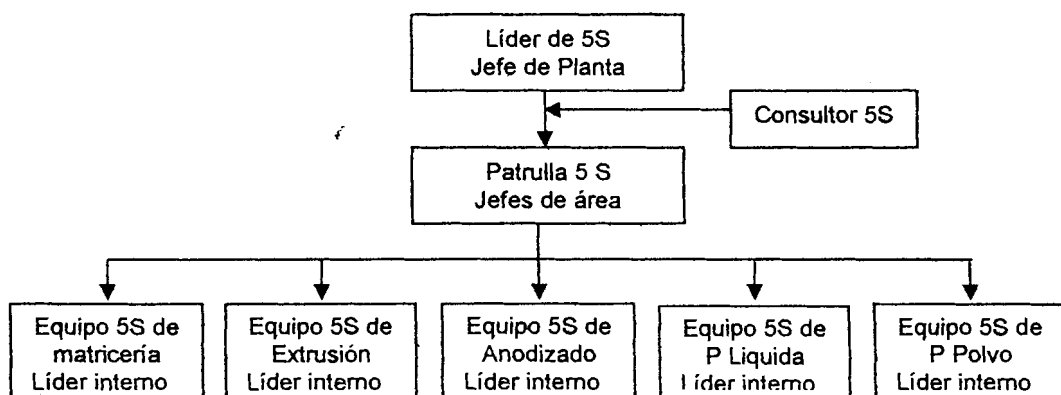 Líder de 5S
Jefe de Planta
Consultor 5S
Patrulla 5 S
Jefes de área
Equipo 5S de
matricería
Líder interno
Equipo 5S de
Extrusión
Líder interno
Equipo 5S de
Anodizado
Líder interno
Equipo 5S de
P Liquida
Líder interno
Equipo 5S de
P Polvo
Líder interno